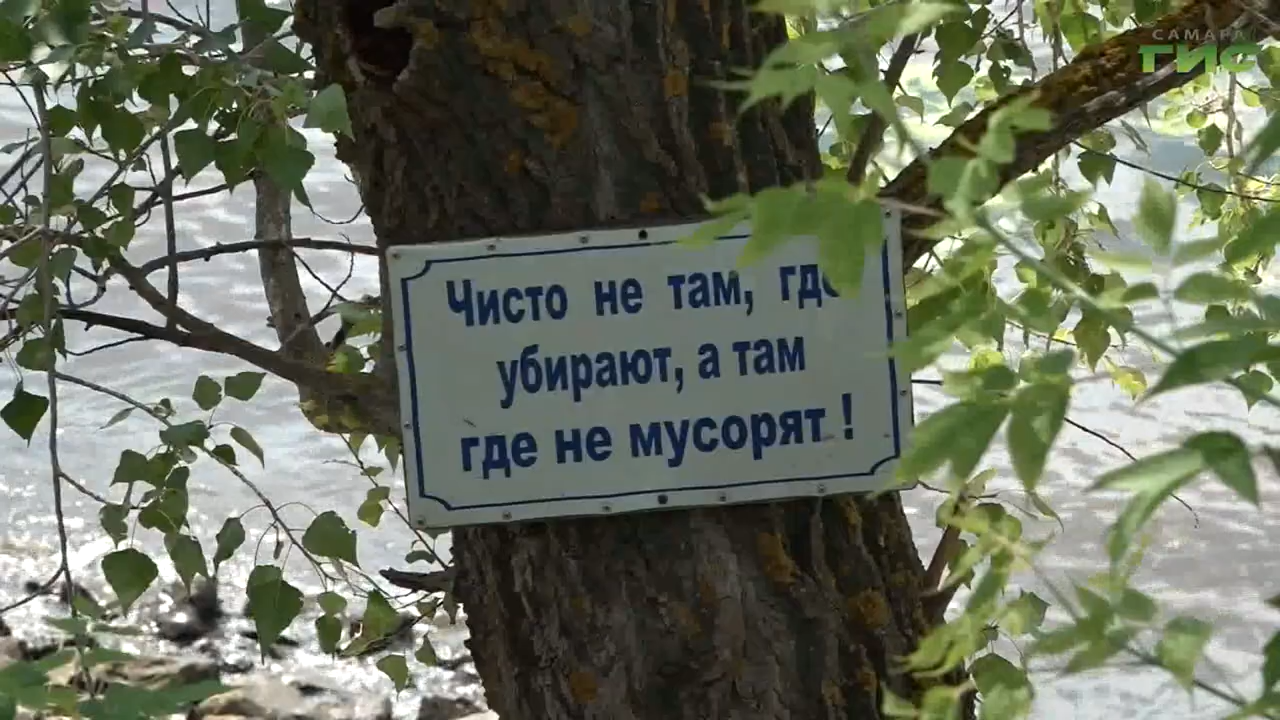 САМАРА
ГИС
Чисто не там, где
убирают, а там
где не мусорят !